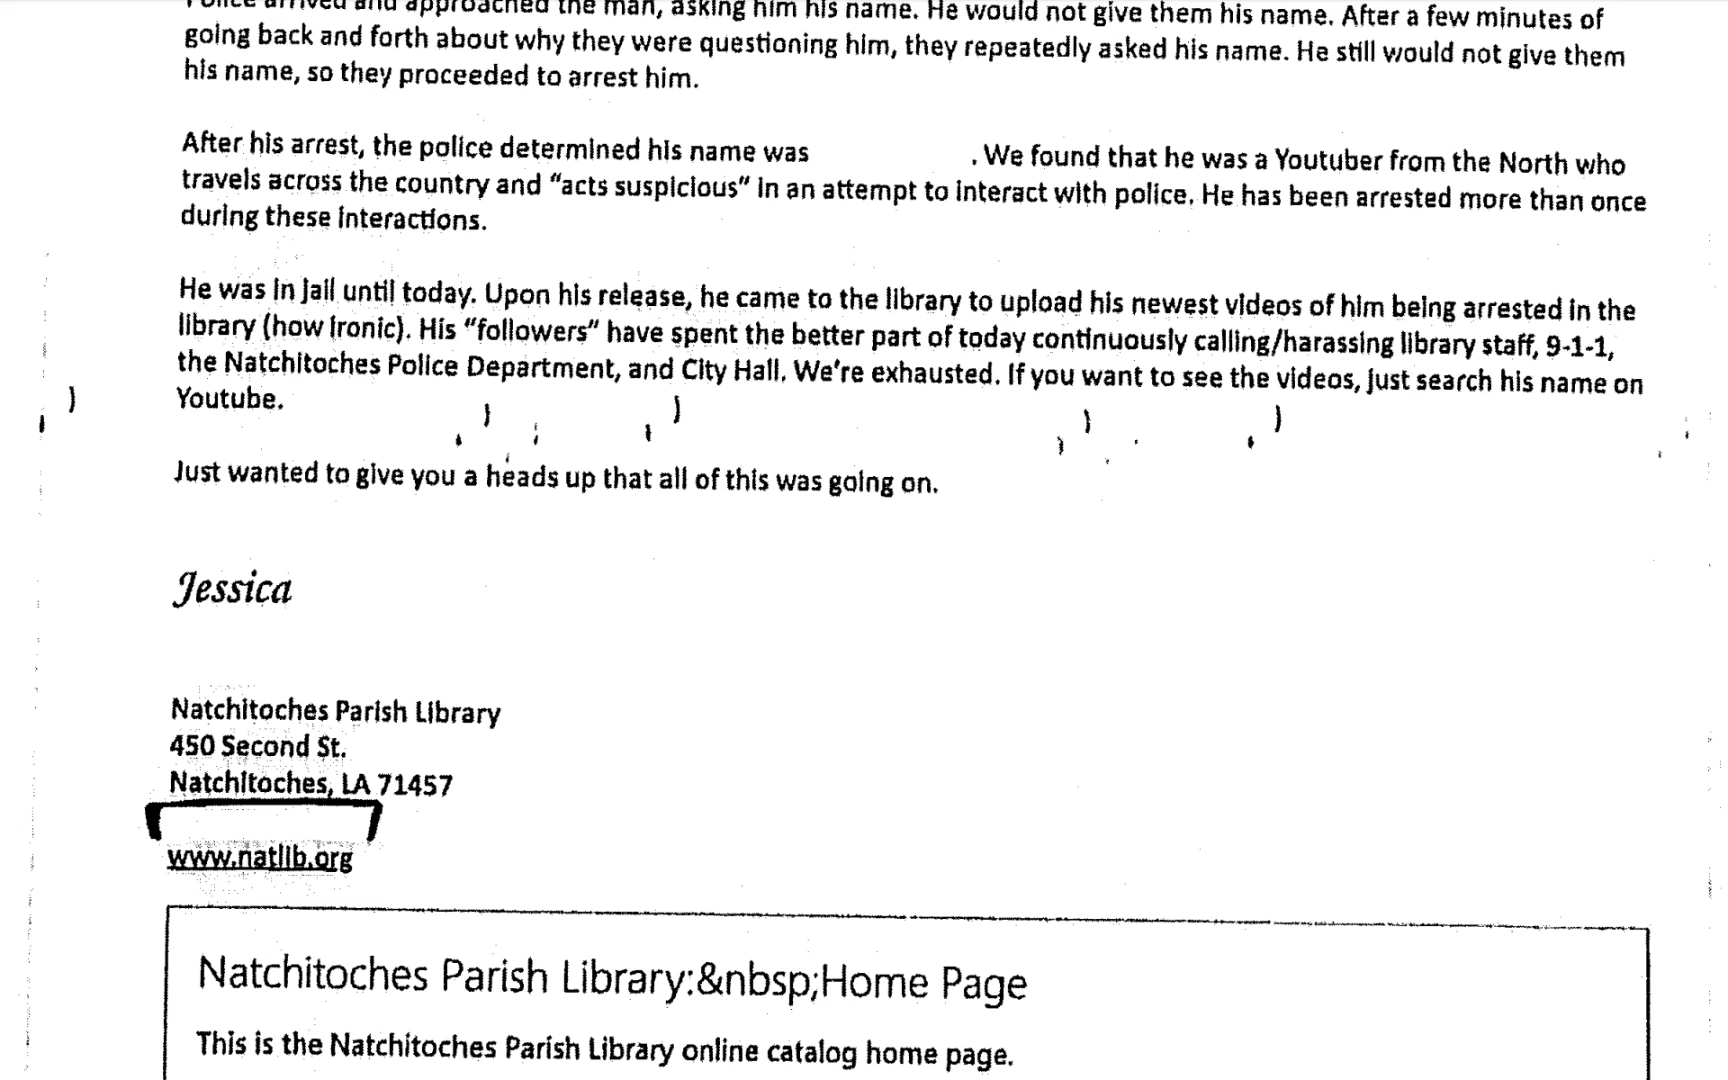 Police arrived and approached the man, asking him his name. He would not give them his name. After a few minutes of
going back and forth about why they were questioning him, they repeatedly asked his name. He still would not give them
his name, so they proceeded to arrest him.
After his arrest, the police determined his name was . We found that he was a Youtuber from the North who
travels across the country and "acts suspicious" in an attempt to interact with police. He has been arrested more than once
during these interactions.
He was in jail until today. Upon his release, he came to the library to upload his newest videos of him being arrested in the
library (how ironic). His "followers" have spent the better part of today continuously calling/harassing library staff, 9-1-1,
the Natchitoches Police Department, and City Hall. We're exhausted. If you want to see the videos, just search his name on
Youtube.
Just wanted to give you a heads up that all of this was going on.
Jessica
Natchitoches Parish Library
450 Second St.
Natchitoches, LA 71457
www.natlib.org
Natchitoches Parish Library:&nbsp;Home Page
This is the Natchitoches Parish Library online catalog home page.